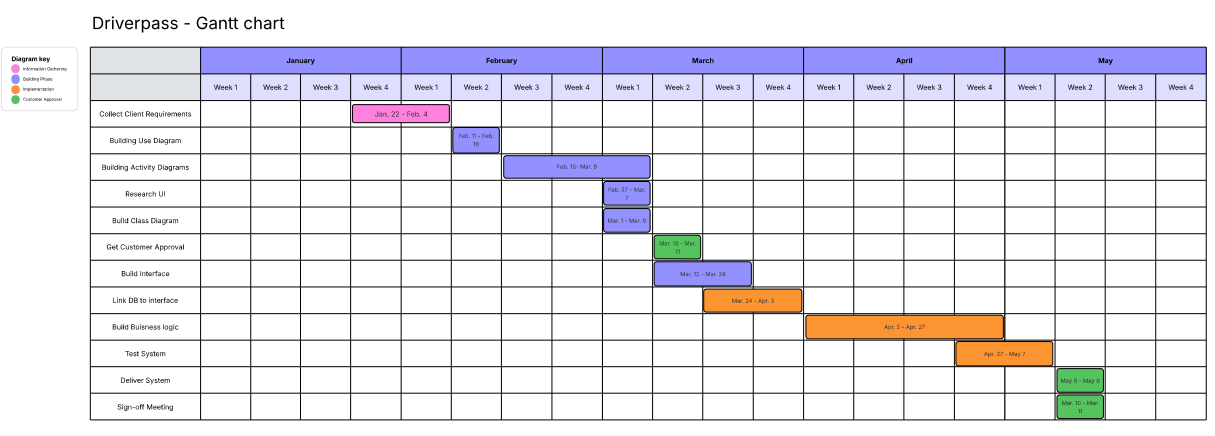 Driverpass - Gantt chart
Diagram key
Information Gathering
Building Phase
Implementation
Customer Approval
January February March April May
Week 1 Week 2 Week 3 Week 4 Week 1 Week 2 Week 3 Week 4 Week 1 Week 2 Week 3 Week 4 Week 1 Week 2 Week 3 Week 4 Week 1 Week 2 Week 3 Week 4
Collect Client Requirements Jan. 22 - Feb. 4
Building Use Diagram Feb. 11 - Feb.
18
Building Activity Diagrams Feb. 15- Mar. 9
Research UI Feb. 27 - Mar.
7
Build Class Diagram Mar. 1 - Mar. 9
Get Customer Approval Mar. 10 - Mar.
11
Build Interface Mar. 12 - Mar. 24
Link DB to interface Mar. 24 - Apr. 3
Build Buisness logic Apr. 5 - Apr. 27
Test System Apr. 27 - May 7
Deliver System May 8 - May 9
Sign-off Meeting Mar. 10 - Mar.
11